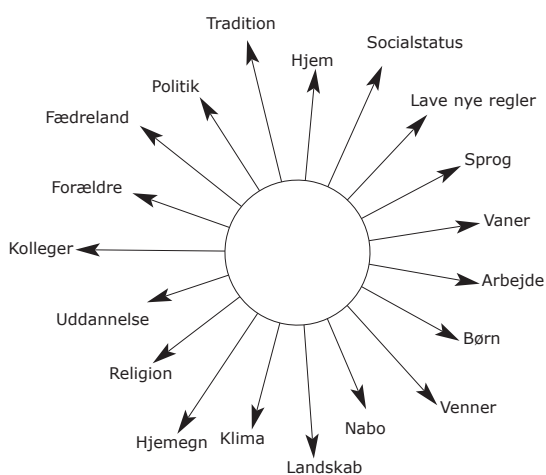 Tradition
Hjem
Socialstatus
Politik
Lave nye regler
Fædreland
Sprog
Forældre
Vaner
Kolleger
Arbejde
Uddannelse
Børn
Religion
Venner
Hjemegn
Klima
Nabo
Landskab